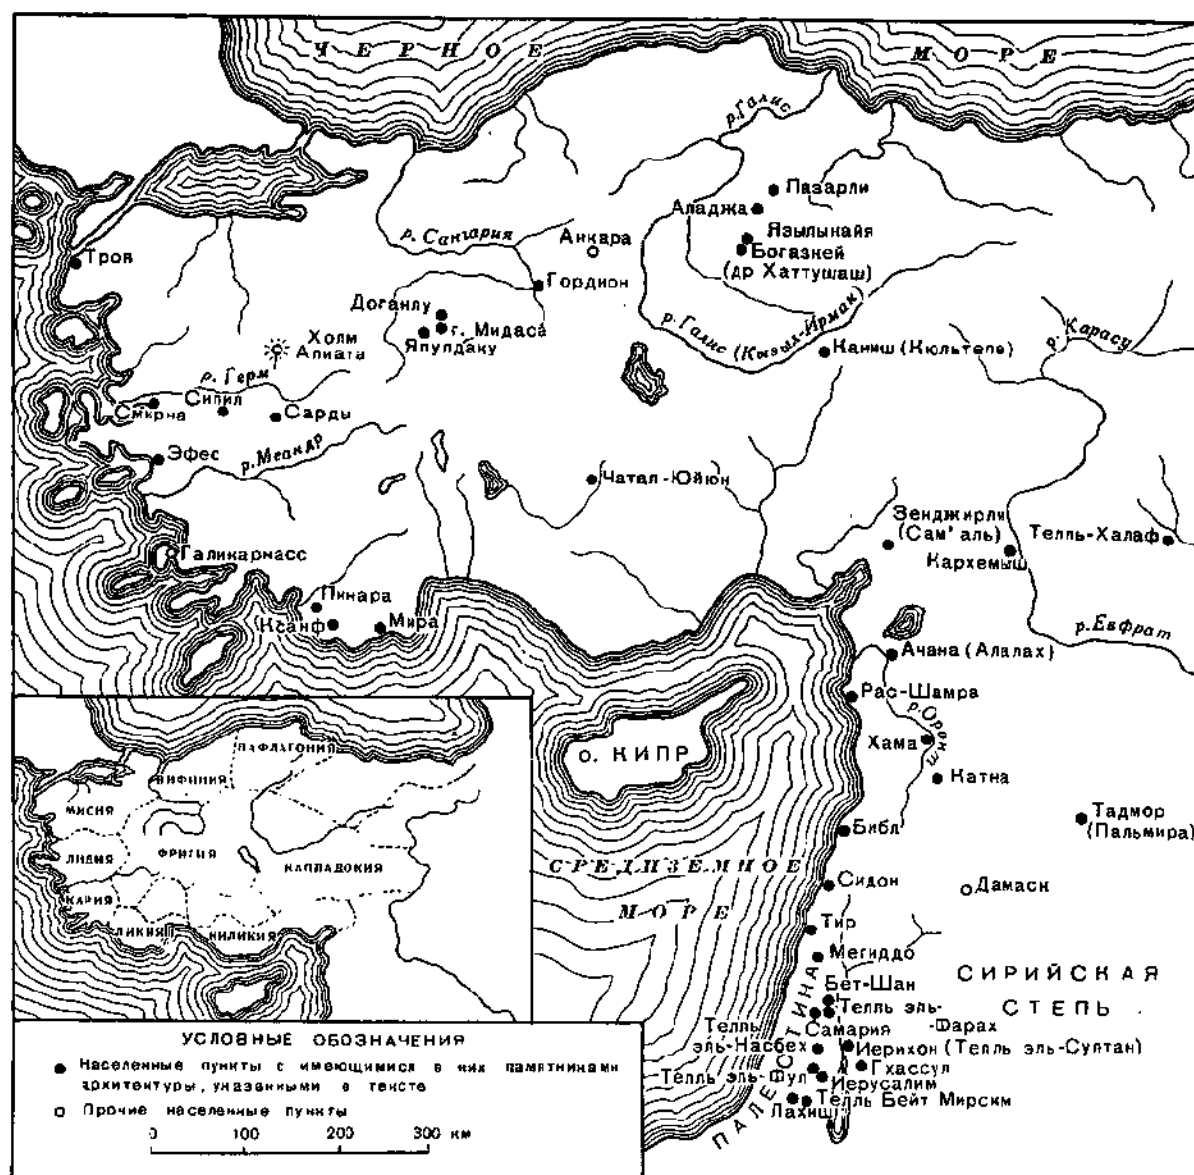 ЧЕРНОЕ МОРЕ
р. Галис
Пазарли
Аладжа
Язылыкайя
Богазкей
(др Хаттушаш)
р. Сангария
Анкара
Троя
Гордион
Доганлу
г. Мидаса
Япулдаку
Холм
Алиата
р. Галис (Кызыл-Ирмак)
Каниш (Кюльтепе)
р. Карасу
р. Герм
Смирна
Сипил
Сарды
Эфес
р. Меандр
Чатал-Юйюн
Зенджирли
(Сам'аль)
Телль-Халаф
Кархемыш
Галикарнасс
Пинара
Ксанф
Мира
р. Евфрат
Ачана (Алалах)
Рас-Шамра
р. Оронт
Хама
Катна
о. КИПР
Тадмор
(Пальмира)
Библ
СРЕДИЗЕМНОЕ
МОРЕ
Сидон
Дамаск
Тир
Мегиддо
СИРИЙСКАЯ
СТЕПЬ
Бет-Шан
Телль эль-
Фарах
Самария
Телль
эль-Насбех
Иерихон (Телль эль-Султан)
Гхассул
Телль эль-Фул
Иерусалим
Телль Бейт Мирсим
Лахиш
ПАЛЕСТИНА
ПАФЛАГОНИЯ
ВИФИНИЯ
МИСИЯ
ЛИДИЯ
ФРИГИЯ
КАППАДОКИЯ
КАРИЯ
ЛИКИЯ
КИЛИКИЯ
УСЛОВНЫЕ ОБОЗНАЧЕНИЯ
Населенные пункты с имеющимися в них памятниками
архитектуры, указанными в тексте
Прочие населенные пункты
0 100 200 300 км